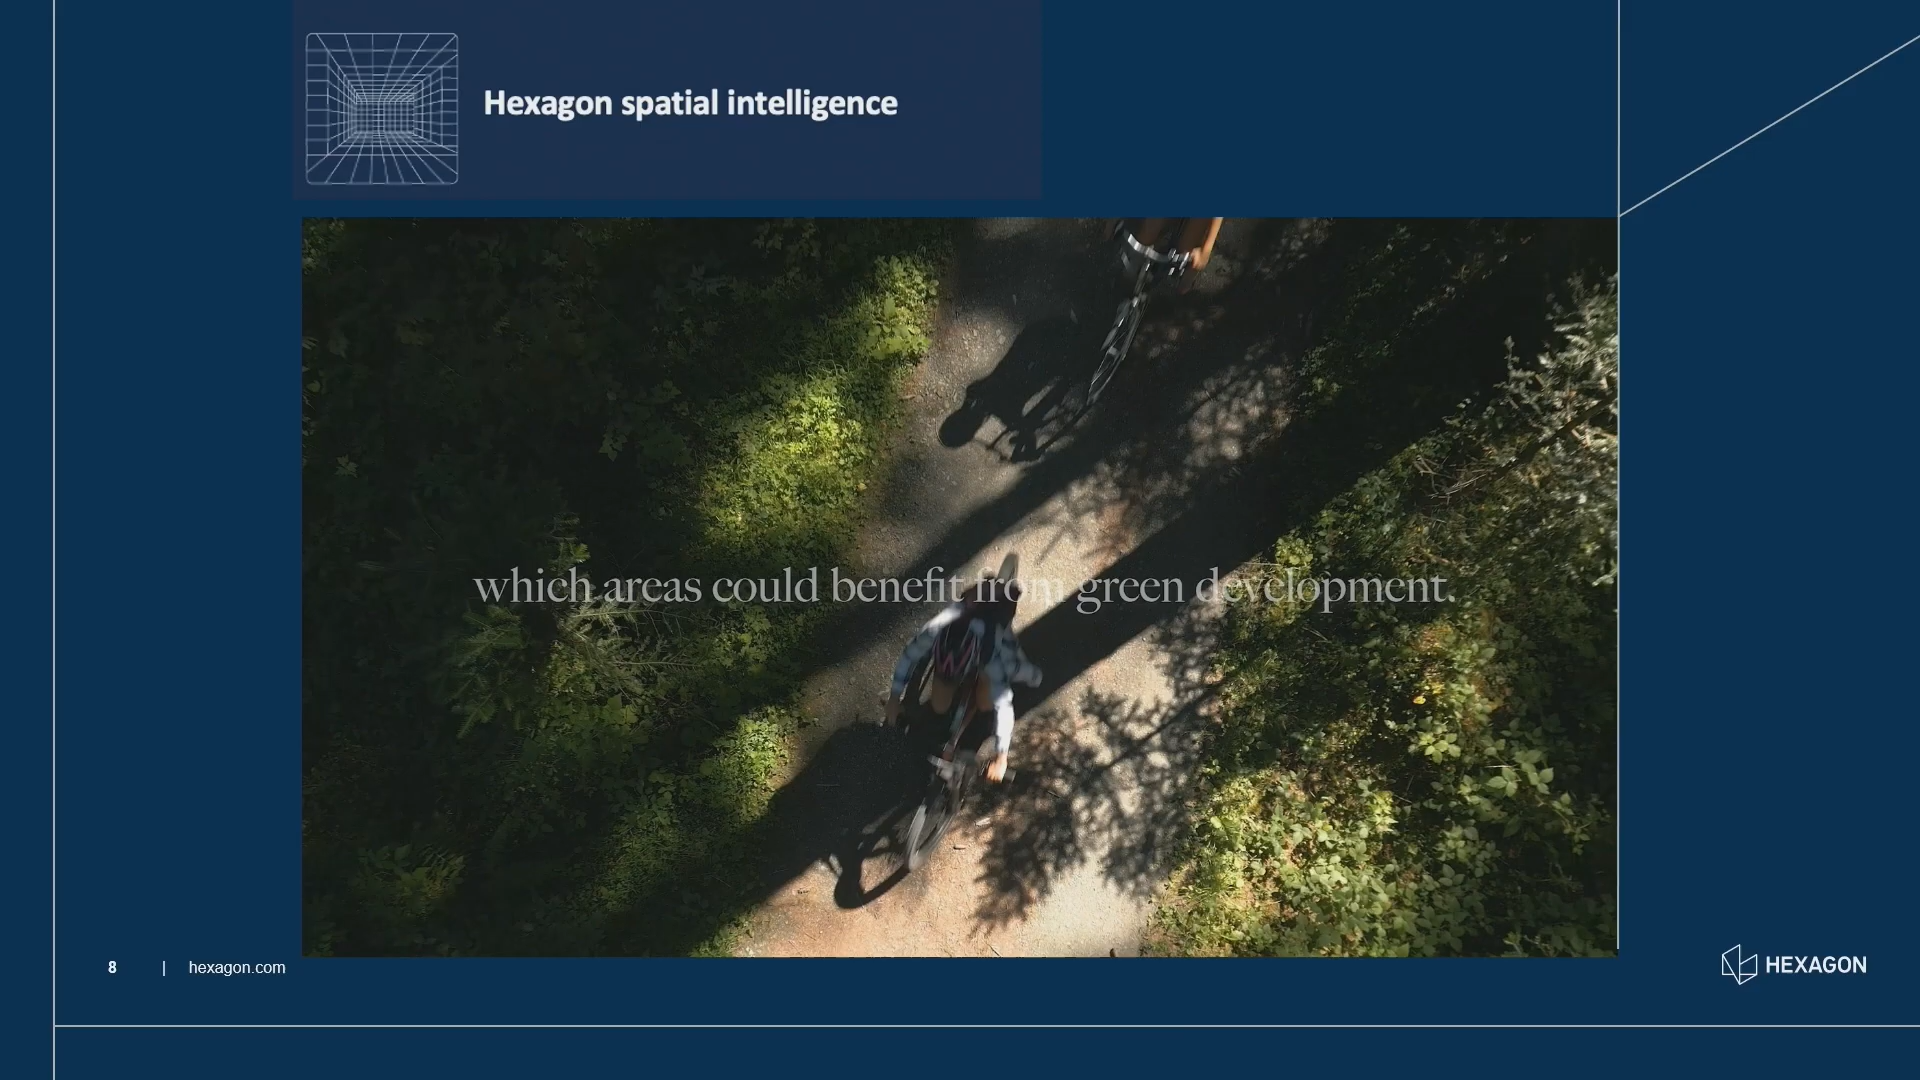 Hexagon spatial intelligence
which areas could benefit from green development.
8 | hexagon.com
HEXAGON